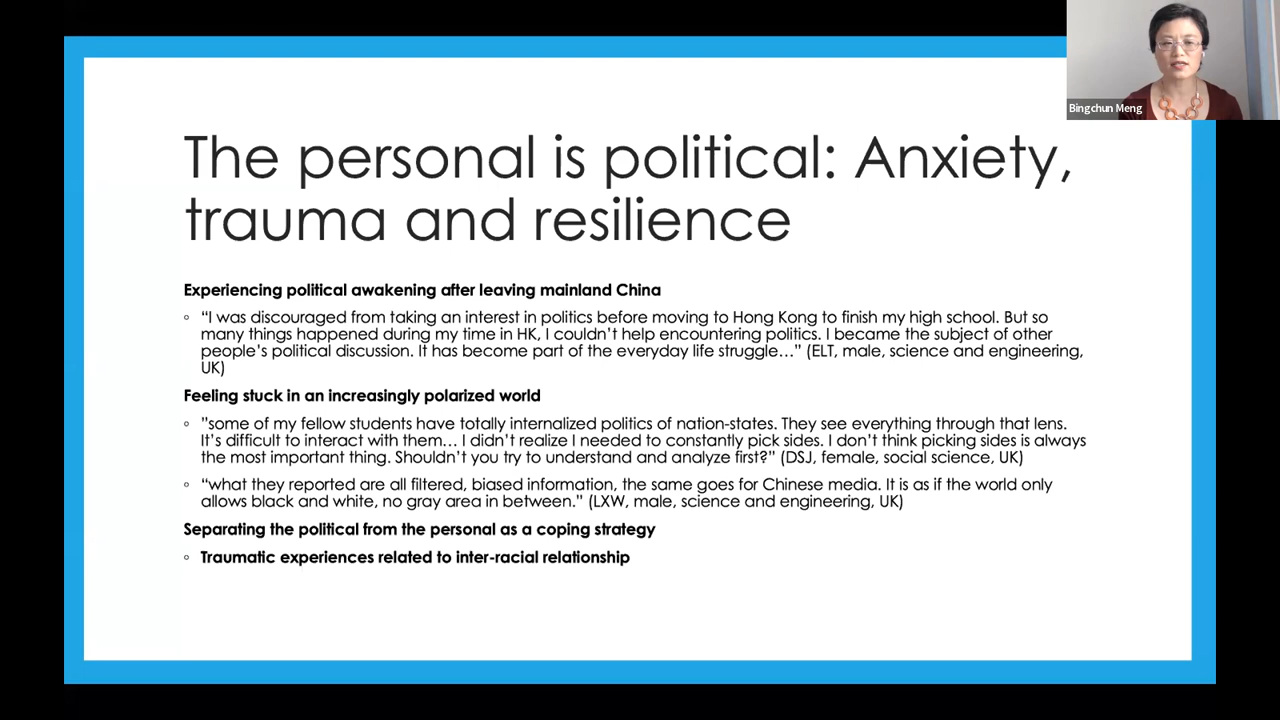 The personal is political: Anxiety,
trauma and resilience
Experiencing political awakening after leaving mainland China
◦ “I was discouraged from taking an interest in politics before moving to Hong Kong to finish my high school. But so
many things happened during my time in HK, I couldn’t help encountering politics. I became the subject of other
people’s political discussion. It has become part of the everyday life struggle…” (ELT, male, science and engineering,
UK)
Feeling stuck in an increasingly polarized world
◦ ”some of my fellow students have totally internalized politics of nation-states. They see everything through that lens.
It’s difficult to interact with them… I didn’t realize I needed to constantly pick sides. I don’t think picking sides is always
the most important thing. Shouldn’t you try to understand and analyze first?” (DSJ, female, social science, UK)
◦ “what they reported are all filtered, biased information, the same goes for Chinese media. It is as if the world only
allows black and white, no gray area in between.” (LXW, male, science and engineering, UK)
Separating the political from the personal as a coping strategy
◦ Traumatic experiences related to inter-racial relationship
Bingchun Meng